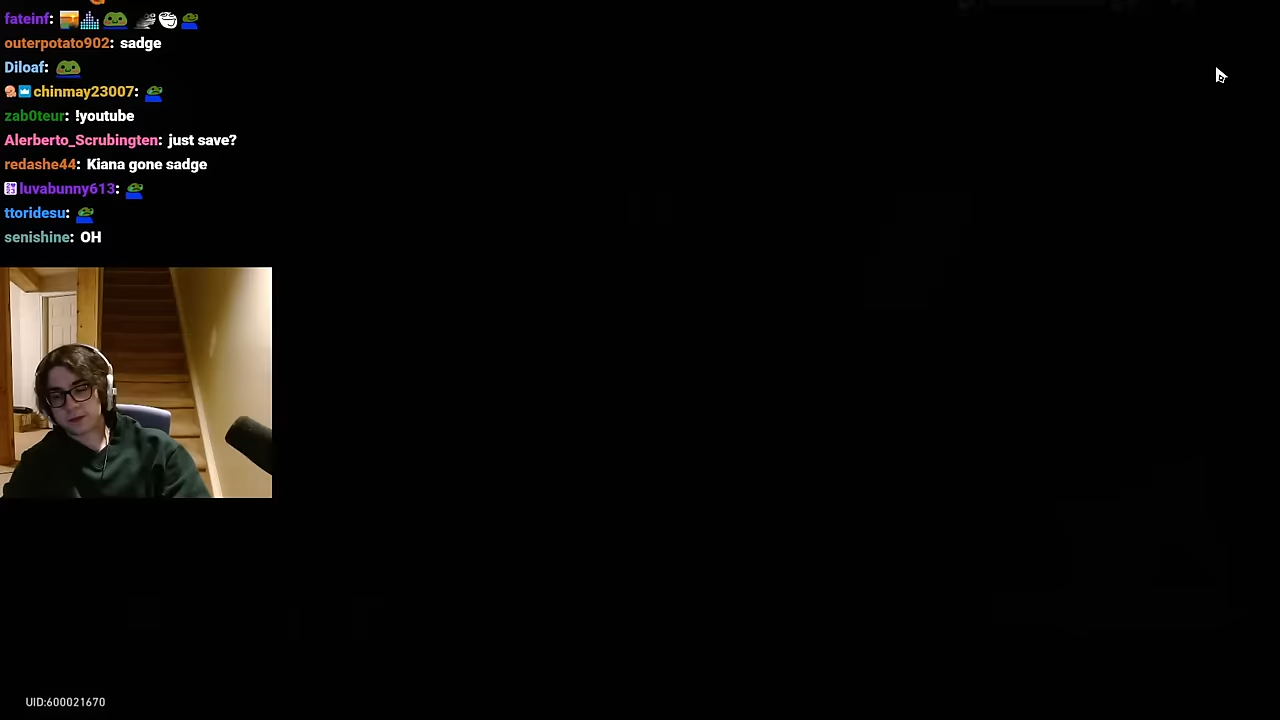 fateinf:
outerpotato902: sadge
Diloaf:
chinmay23007:
zab0teur: !youtube
Alerberto_Scrubingten: just save?
redashe44: Kiana gone sadge
luvabunny613:
ttoridesu:
senishine: OH
UID:600021670